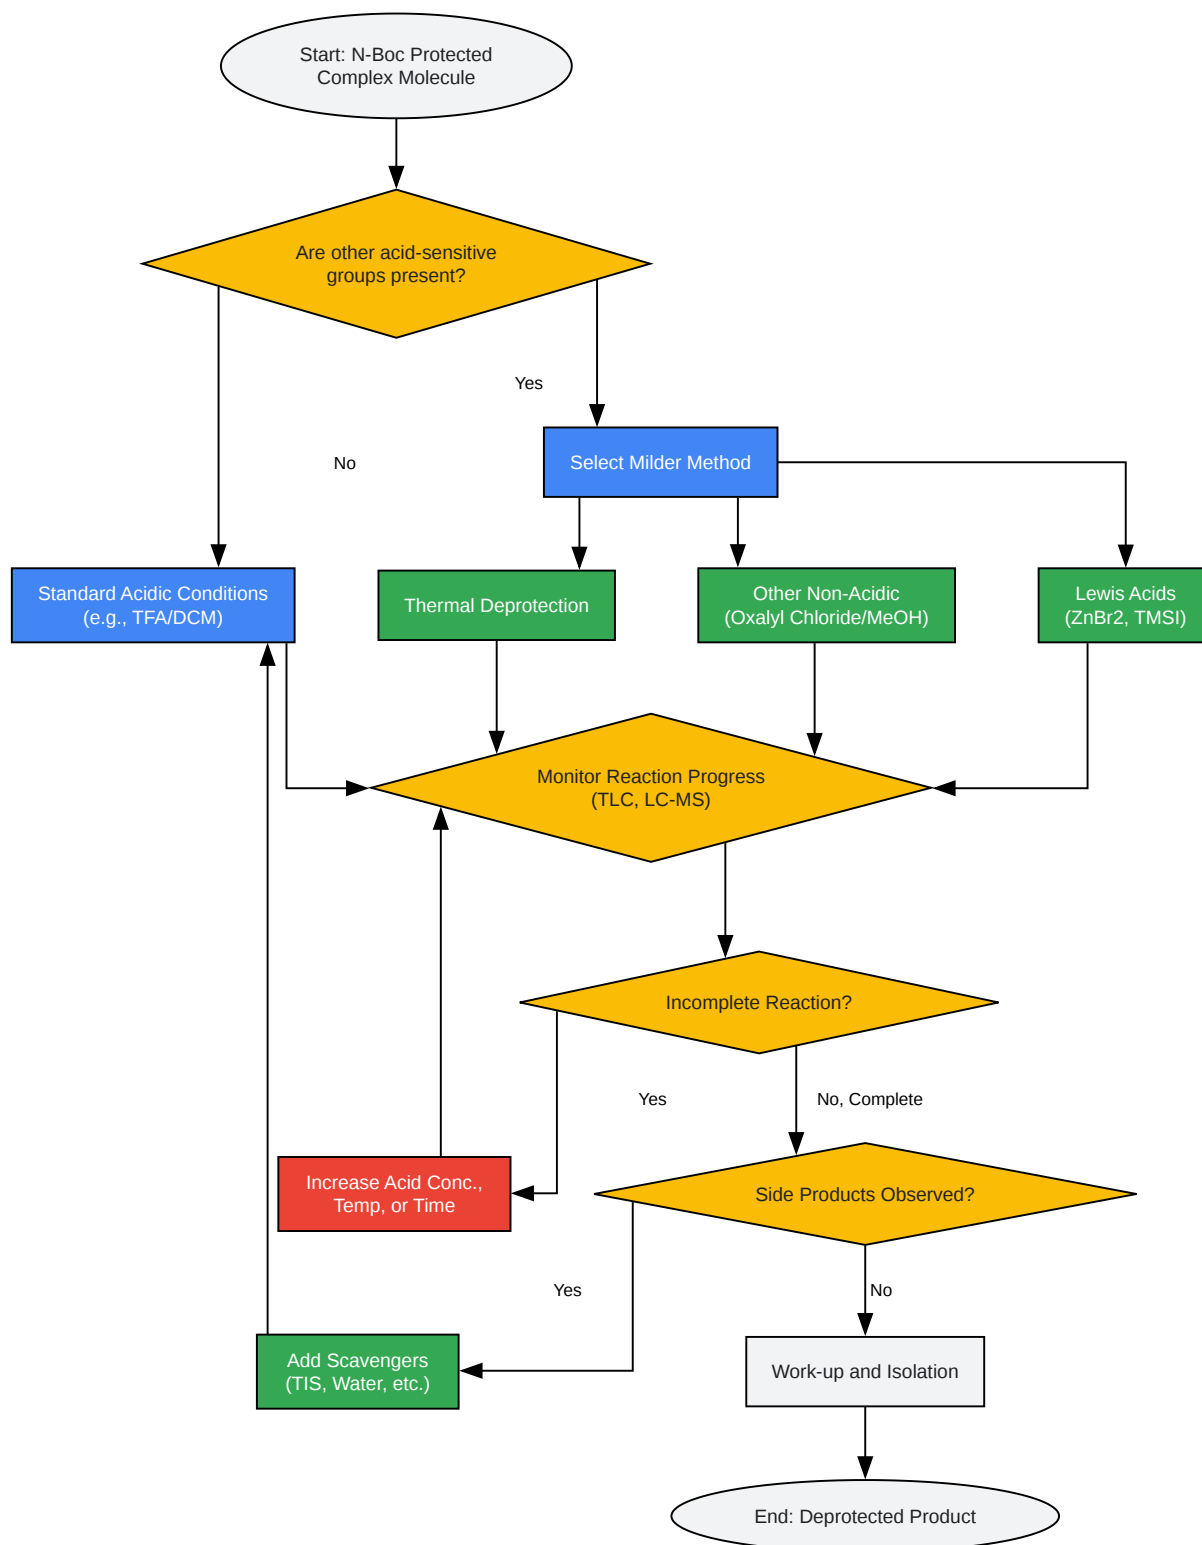 Start: N-Boc Protected
Complex Molecule
Are other acid-sensitive
groups present?
Yes
No
Select Milder Method
Standard Acidic Conditions
(e.g., TFA/DCM)
Thermal Deprotection
Other Non-Acidic
(Oxalyl Chloride/MeOH)
Lewis Acids
(ZnBr2, TMSI)
Monitor Reaction Progress
(TLC, LC-MS)
Incomplete Reaction?
Yes
No, Complete
Increase Acid Conc.,
Temp, or Time
Side Products Observed?
Yes
No
Add Scavengers
(TIS, Water, etc.)
Work-up and Isolation
End: Deprotected Product